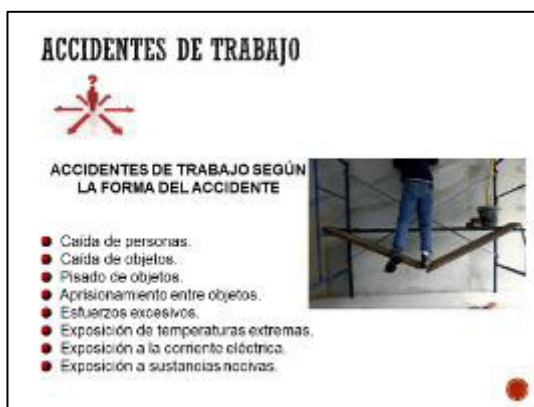 ACCIDENTES DE TRABAJO
?
ACCIDENTES DE TRABAJO SEGÚN
LA FORMA DEL ACCIDENTE
Caída de personas.
Caída de objetos.
Pisado de objetos.
Aprisionamiento entre objetos.
Esfuerzos excesivos.
Exposición de temperaturas extremas.
Exposición a la corriente eléctrica.
Exposición a sustancias nocivas.